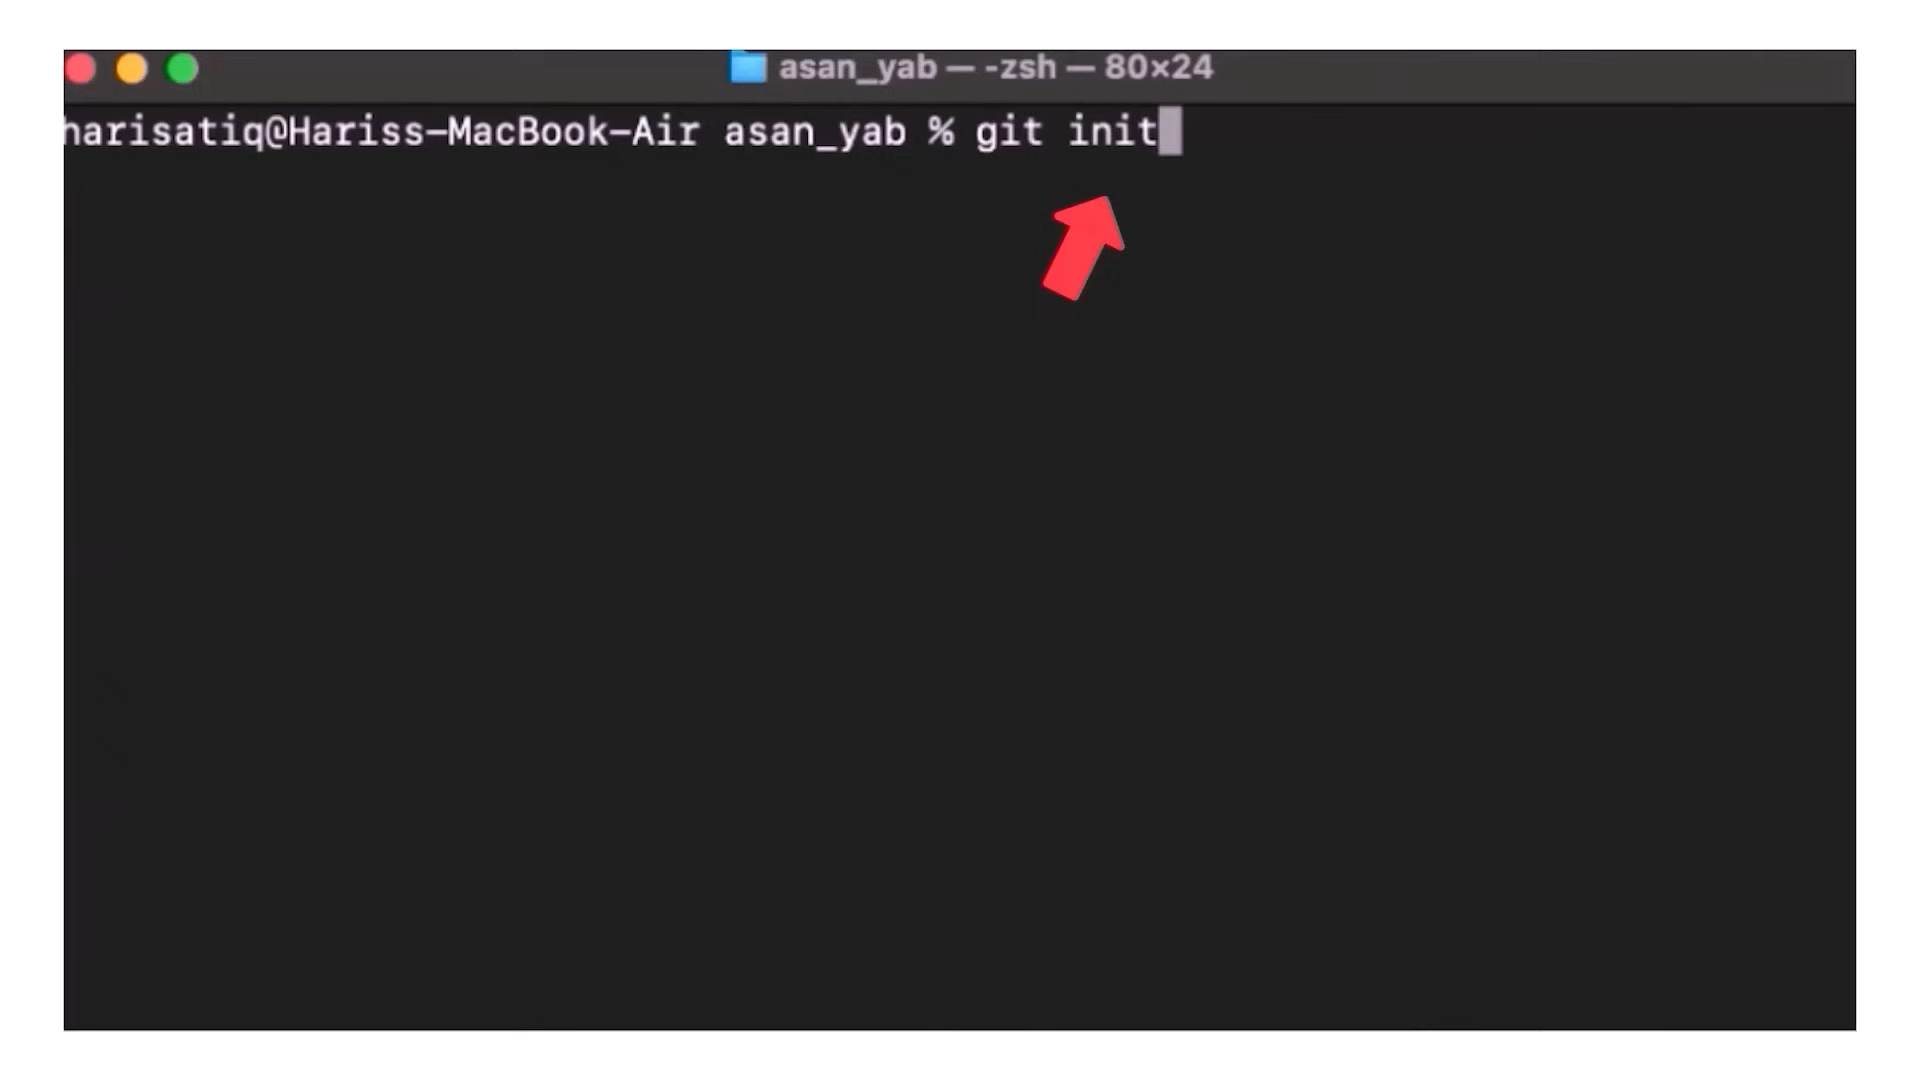 asan_yab — -zsh — 80×24
harisatiq@Hariss-MacBook-Air asan_yab % git init